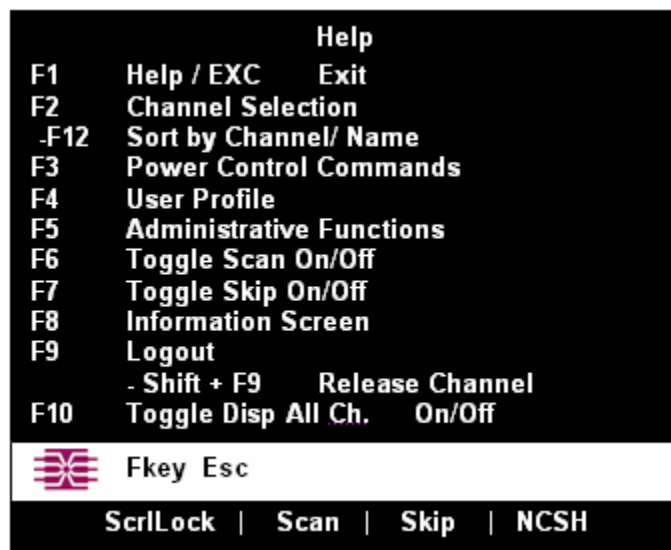 Help
F1 Help / EXC Exit
F2 Channel Selection
-F12 Sort by Channel/ Name
F3 Power Control Commands
F4 User Profile
F5 Administrative Functions
F6 Toggle Scan On/Off
F7 Toggle Skip On/Off
F8 Information Screen
F9 Logout
- Shift + F9 Release Channel
F10 Toggle Disp All Ch. On/Off
Fkey Esc
ScrlLock | Scan | Skip | NCSH